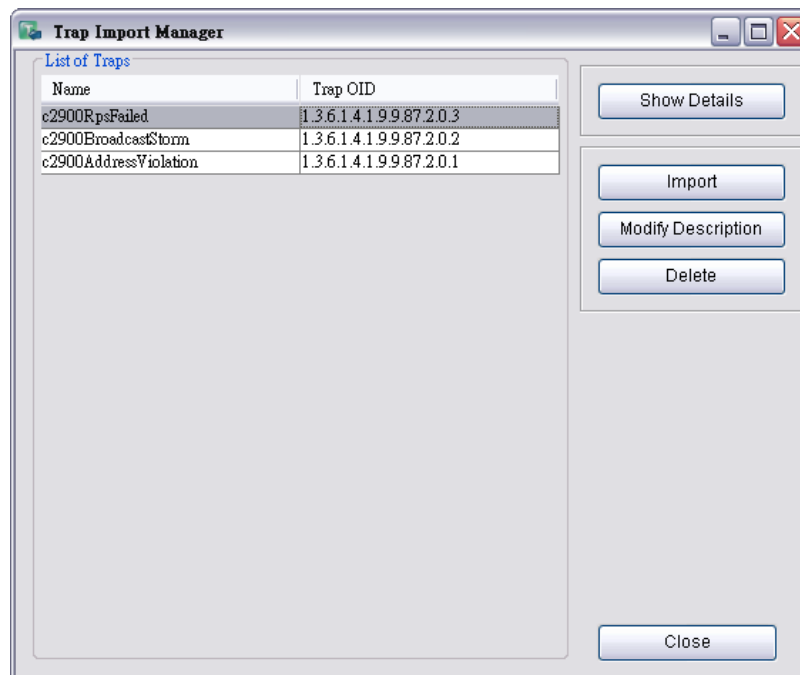 Trap Import Manager
List of Traps
Name Trap OID
c2900RpsFailed 1.3.6.1.4.1.9.9.87.2.0.3
c2900BroadcastStorm 1.3.6.1.4.1.9.9.87.2.0.2
c2900AddressViolation 1.3.6.1.4.1.9.9.87.2.0.1
Show Details
Import
Modify Description
Delete
Close